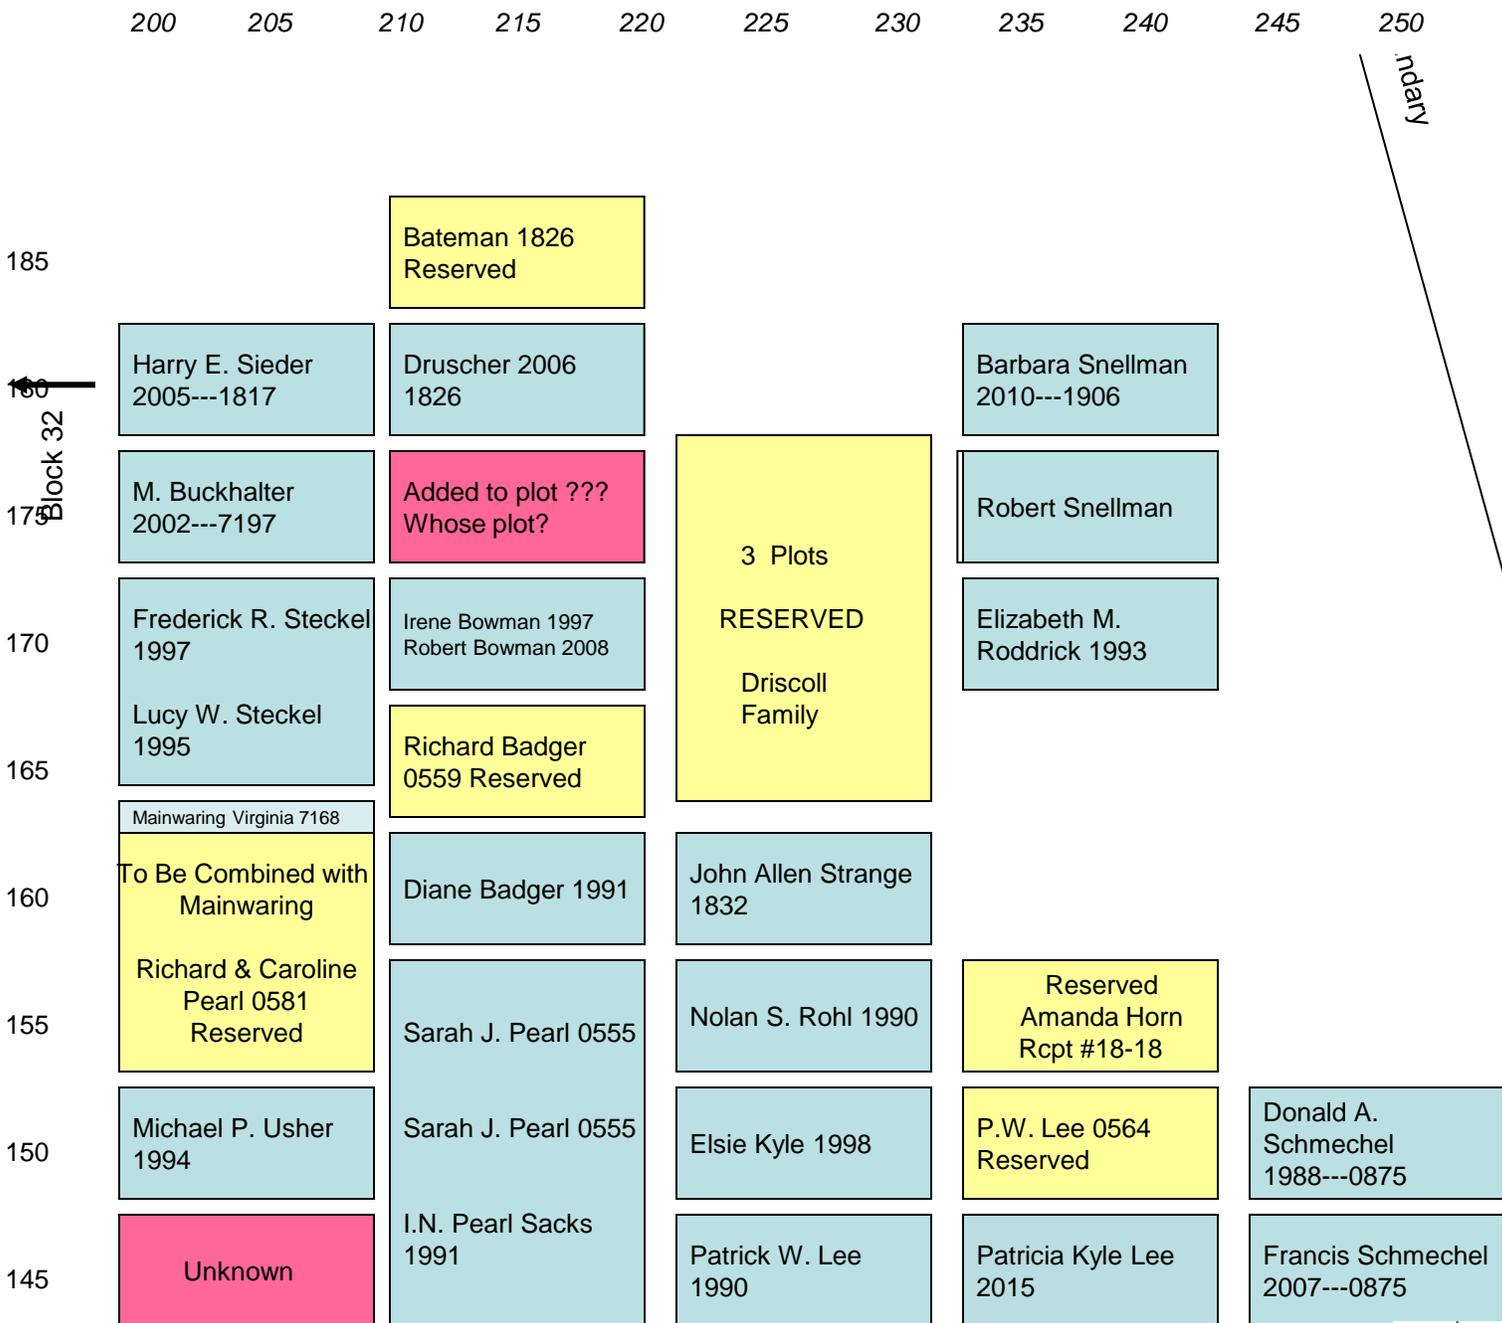 200 205 210 215 220 225 230 235 240 245 250
ndary
185
180
Block 32
175
170
165
160
155
150
145
Harry E. Sieder
2005---1817
M. Buckhalter
2002---7197
Frederick R. Steckel
1997
Lucy W. Steckel
1995
Mainwaring Virginia 7168
To Be Combined with
Mainwaring
Richard & Caroline
Pearl 0581
Reserved
Michael P. Usher
1994
Unknown
Bateman 1826
Reserved
Druscher 2006
1826
Added to plot ???
Whose plot?
Irene Bowman 1997
Robert Bowman 2008
Richard Badger
0559 Reserved
Diane Badger 1991
Sarah J. Pearl 0555
Sarah J. Pearl 0555
I.N. Pearl Sacks
1991
3 Plots
RESERVED
Driscoll
Family
John Allen Strange
1832
Nolan S. Rohl 1990
Elsie Kyle 1998
Patrick W. Lee
1990
Barbara Snellman
2010---1906
Robert Snellman
Elizabeth M.
Roddrick 1993
Reserved
Amanda Horn
Rcpt #18-18
P.W. Lee 0564
Reserved
Patricia Kyle Lee
2015
Donald A.
Schmechel
1988---0875
Francis Schmechel
2007---0875